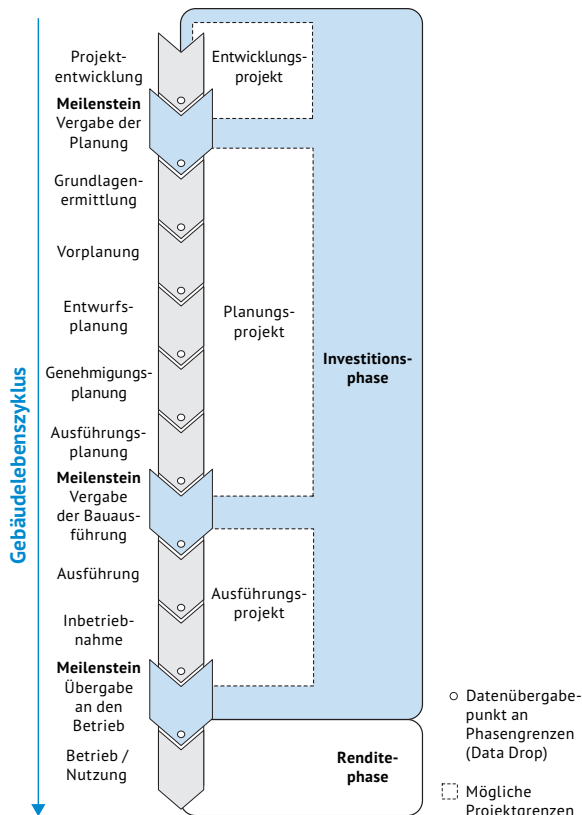 Gebäudelebenszyklus
Projekt-
entwicklung
Meilenstein
Vergabe der
Planung
Grundlagen-
ermittlung
Vorplanung
Entwurfs-
planung
Genehmigungs-
planung
Ausführungs-
planung
Meilenstein
Vergabe
der Bauaus-
führung
Ausführung
Inbetrieb-
nahme
Meilenstein
Übergabe
an den
Betrieb
Betrieb /
Nutzung
Entwicklungs-
projekt
Planungs-
projekt
Ausführungs-
projekt
Investitions-
phase
Rendite-
phase
Datenübergabe-
punkt an
Phasengrenzen
(Data Drop)
Mögliche
Projektgrenzen